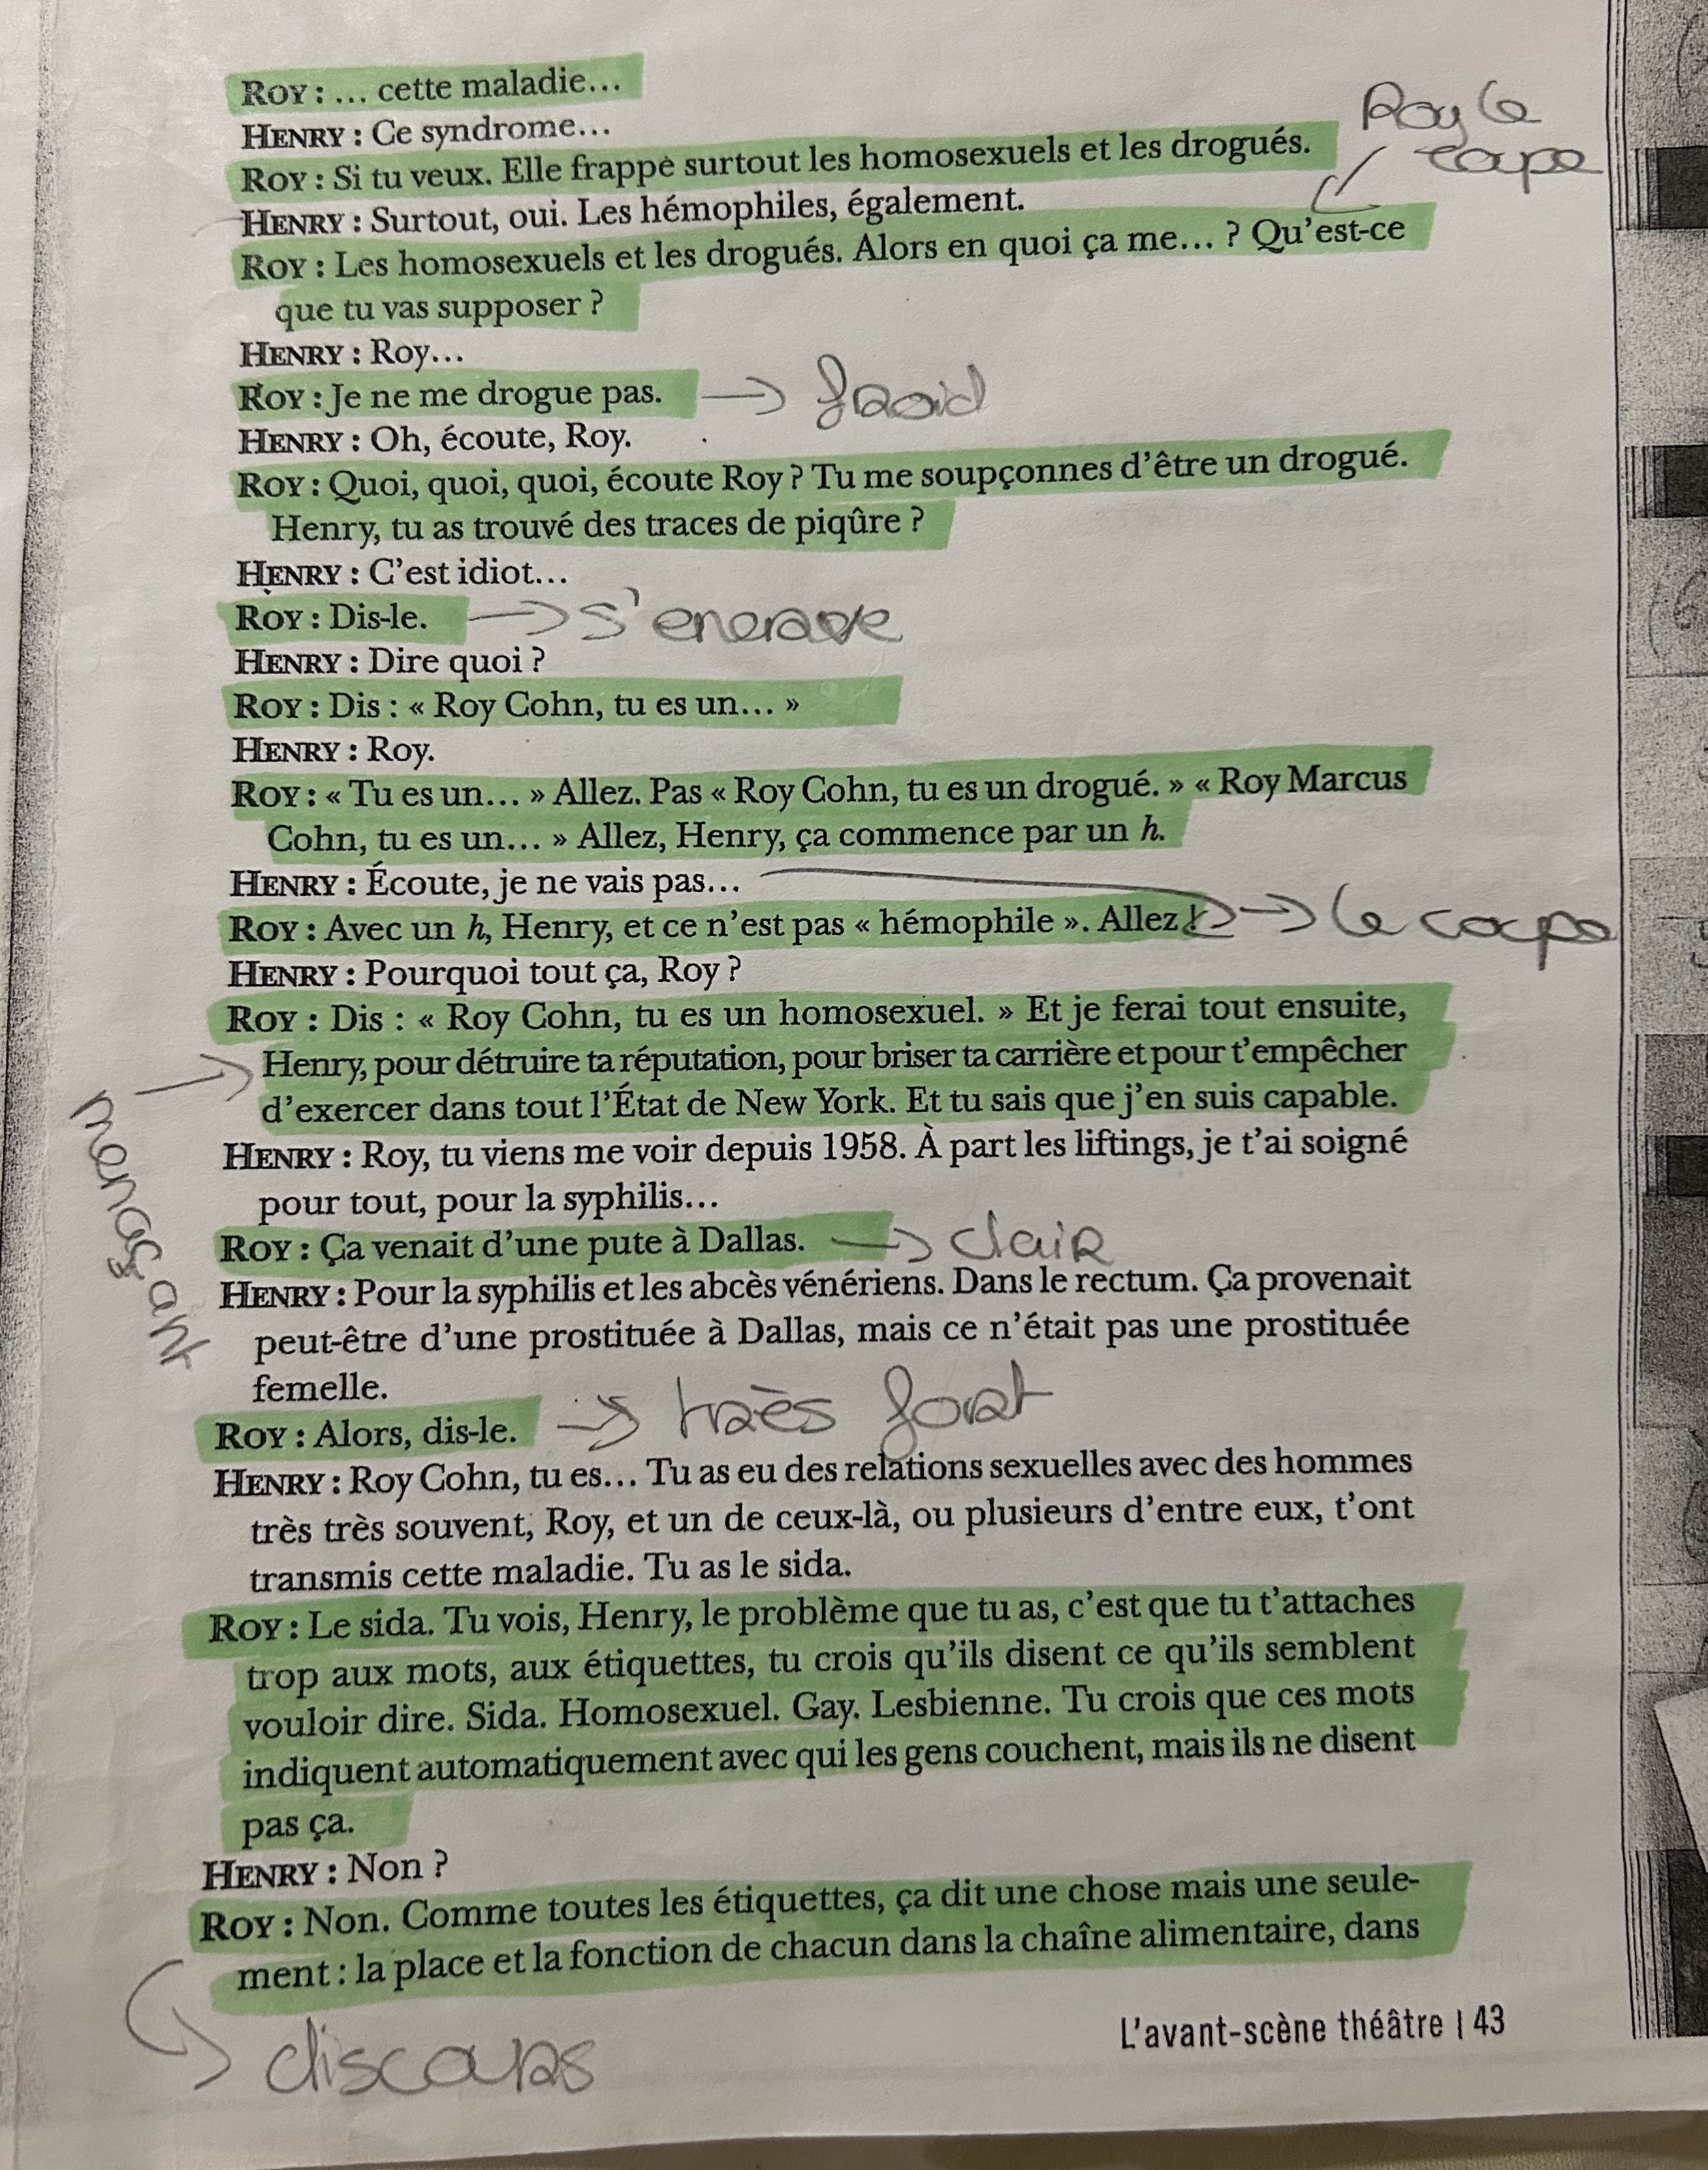 ROY : … cette maladie…
Roy le
HENRY : Ce syndrome…
coupe
ROY : Si tu veux. Elle frappe surtout les homosexuels et les drogués.
HENRY : Surtout, oui. Les hémophiles, également.
ROY : Les homosexuels et les drogués. Alors en quoi ça me… ? Qu'est-ce
que tu vas supposer ?
HENRY : Roy…
ROY : Je ne me drogue pas. → froid
HENRY : Oh, écoute, Roy.
ROY : Quoi, quoi, quoi, écoute Roy ? Tu me soupçonnes d'être un drogué.
Henry, tu as trouvé des traces de piqûre ?
HENRY : C'est idiot…
ROY : Dis-le. → s'enerave
HENRY : Dire quoi ?
ROY : Dis : « Roy Cohn, tu es un… »
HENRY : Roy.
ROY : « Tu es un… » Allez. Pas « Roy Cohn, tu es un drogué. » « Roy Marcus
Cohn, tu es un… » Allez, Henry, ça commence par un h.
HENRY : Écoute, je ne vais pas…
ROY : Avec un h, Henry, et ce n'est pas « hémophile ». Allez ! → le coupe
HENRY : Pourquoi tout ça, Roy ?
ROY : Dis : « Roy Cohn, tu es un homosexuel. » Et je ferai tout ensuite,
Henry, pour détruire ta réputation, pour briser ta carrière et pour t'empêcher
d'exercer dans tout l'État de New York. Et tu sais que j'en suis capable.
menaçant
HENRY : Roy, tu viens me voir depuis 1958. À part les liftings, je t'ai soigné
pour tout, pour la syphilis…
ROY : Ça venait d'une pute à Dallas. → clair
HENRY : Pour la syphilis et les abcès vénériens. Dans le rectum. Ça provenait
peut-être d'une prostituée à Dallas, mais ce n'était pas une prostituée
femelle.
ROY : Alors, dis-le. → très fort
HENRY : Roy Cohn, tu es… Tu as eu des relations sexuelles avec des hommes
très très souvent, Roy, et un de ceux-là, ou plusieurs d'entre eux, t'ont
transmis cette maladie. Tu as le sida.
ROY : Le sida. Tu vois, Henry, le problème que tu as, c'est que tu t'attaches
trop aux mots, aux étiquettes, tu crois qu'ils disent ce qu'ils semblent
vouloir dire. Sida. Homosexuel. Gay. Lesbienne. Tu crois que ces mots
indiquent automatiquement avec qui les gens couchent, mais ils ne disent
pas ça.
HENRY : Non ?
ROY : Non. Comme toutes les étiquettes, ça dit une chose mais une seule-
ment : la place et la fonction de chacun dans la chaîne alimentaire, dans
discours
L'avant-scène théâtre | 43